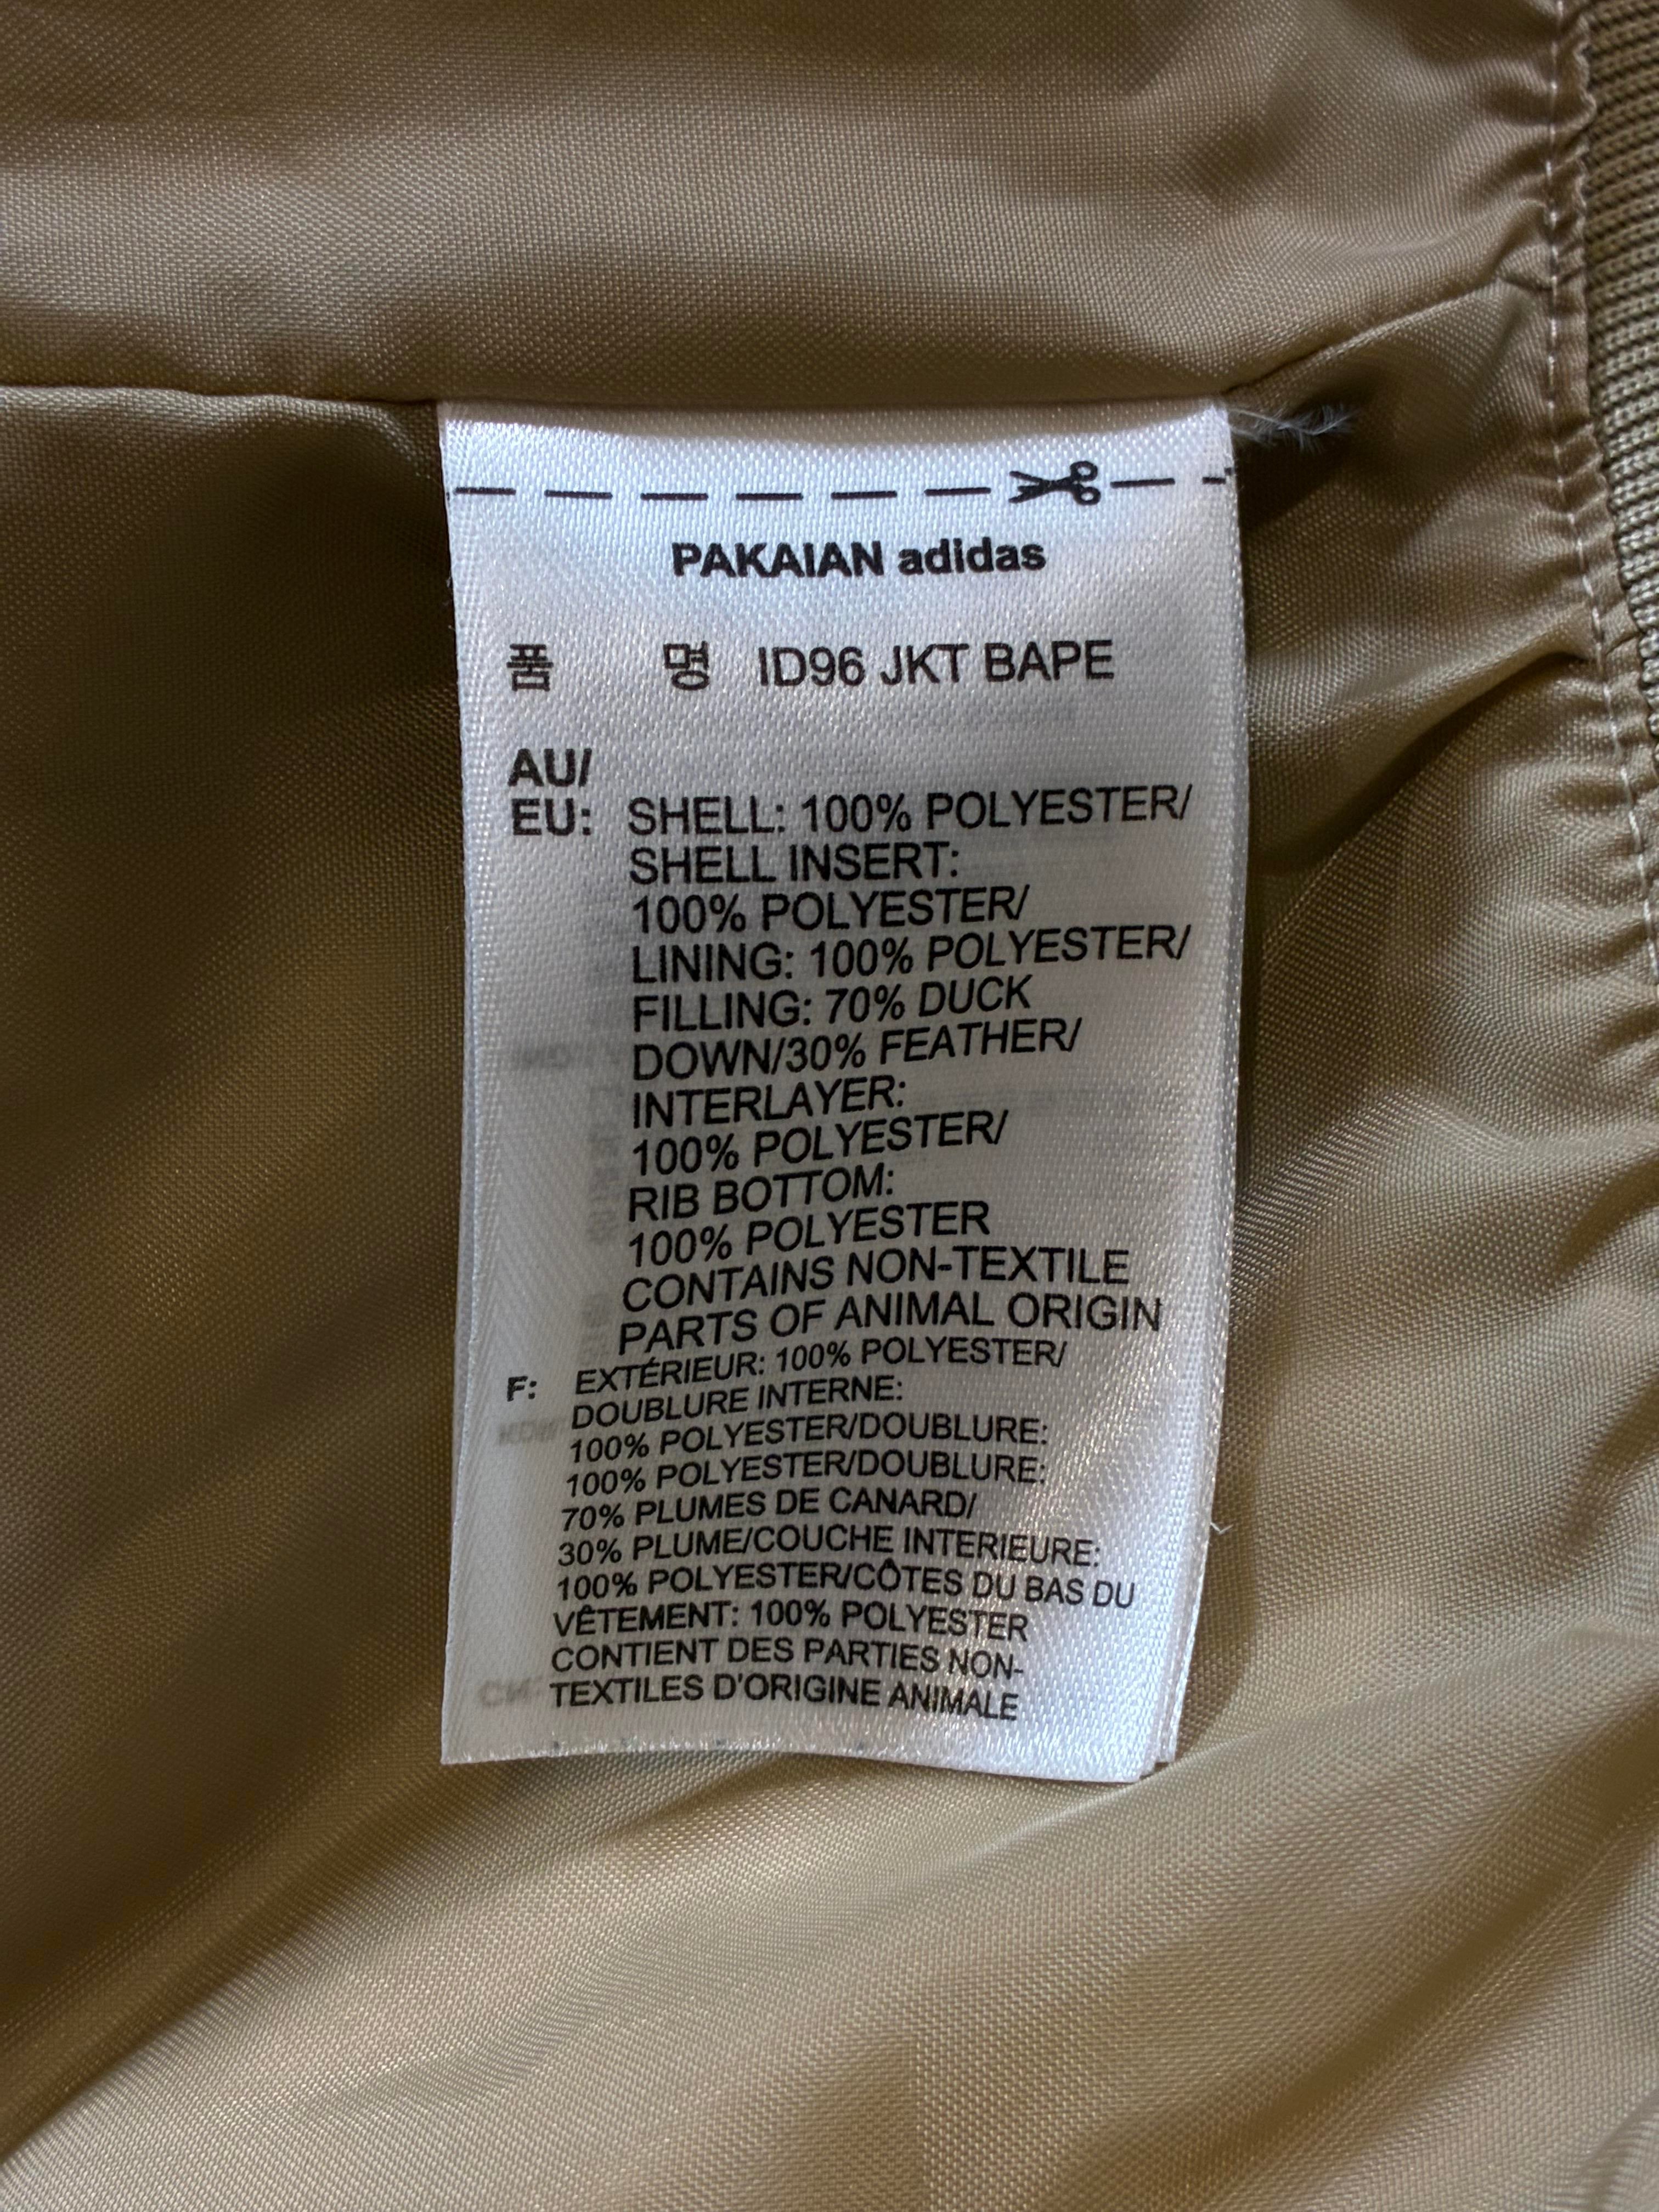 PAKAIAN adidas
품 명 ID96 JKT BAPE
AU/
EU: SHELL: 100% POLYESTER/
SHELL INSERT:
100% POLYESTER/
LINING: 100% POLYESTER/
FILLING: 70% DUCK
DOWN/30% FEATHER/
INTERLAYER:
100% POLYESTER/
RIB BOTTOM:
100% POLYESTER
CONTAINS NON-TEXTILE
PARTS OF ANIMAL ORIGIN
F: EXTÉRIEUR: 100% POLYESTER/
DOUBLURE INTERNE:
100% POLYESTER/DOUBLURE:
100% POLYESTER/DOUBLURE:
70% PLUMES DE CANARD/
30% PLUME/COUCHE INTERIEURE:
100% POLYESTER/CÔTES DU BAS DU
VÊTEMENT: 100% POLYESTER
CONTIENT DES PARTIES NON-
TEXTILES D'ORIGINE ANIMALE